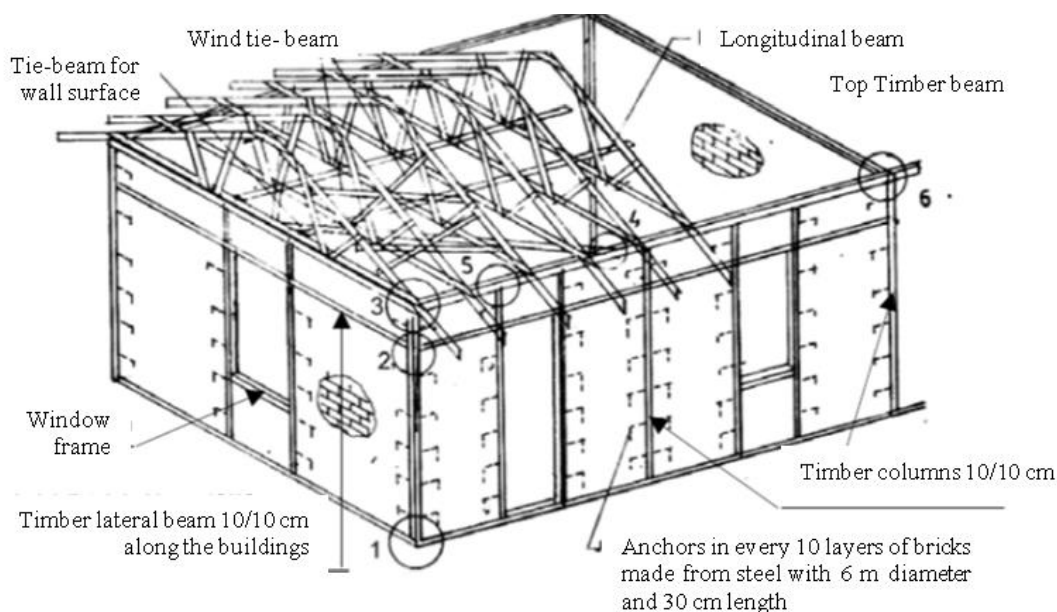 Wind tie- beam
Longitudinal beam
Tie-beam for
wall surface
Top Timber beam
4
6
5
3
2
Window
frame
Timber columns 10/10 cm
Timber lateral beam 10/10 cm
along the buildings
1
Anchors in every 10 layers of bricks
made from steel with 6 m diameter
and 30 cm length